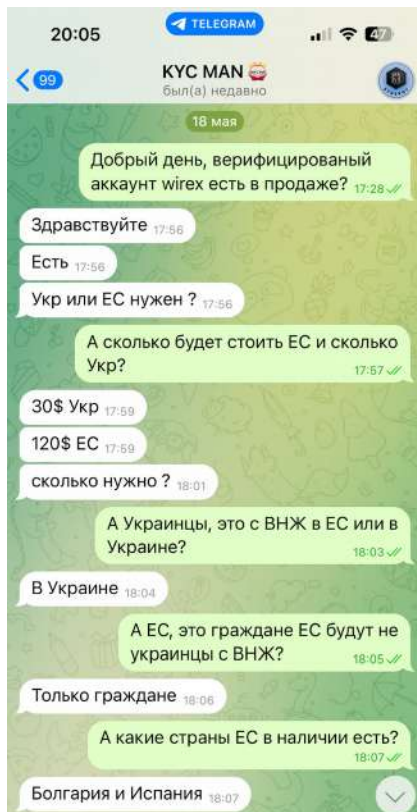 20:05
TELEGRAM
47
99
KYC MAN
был(а) недавно
18 мая
Добрый день, верифицированый
аккаунт wirex есть в продаже? 17:28
Здравствуйте 17:56
Есть 17:56
Укр или ЕС нужен ? 17:56
А сколько будет стоить ЕС и сколько
Укр?
17:57
30$ Укр 17:59
120$ ЕС 17:59
сколько нужно ? 18:01
А Украинцы, это с ВНЖ в ЕС или в
Украине?
18:03
В Украине 18:04
А ЕС, это граждане ЕС будут не
украинцы с ВНЖ?
18:05
Только граждане 18:06
А какие страны ЕС в наличии есть?
18:07
Болгария и Испания 18:07